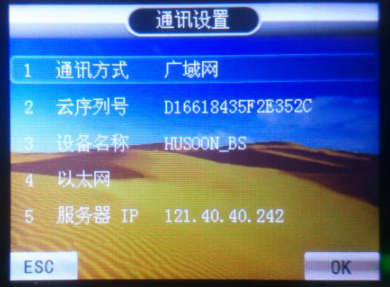 通讯设置
1 通讯方式 广域网
2 云序列号 D16618435F2E352C
3 设备名称 HUSOON_BS
4 以太网
5 服务器 IP 121.40.40.242
ESC OK